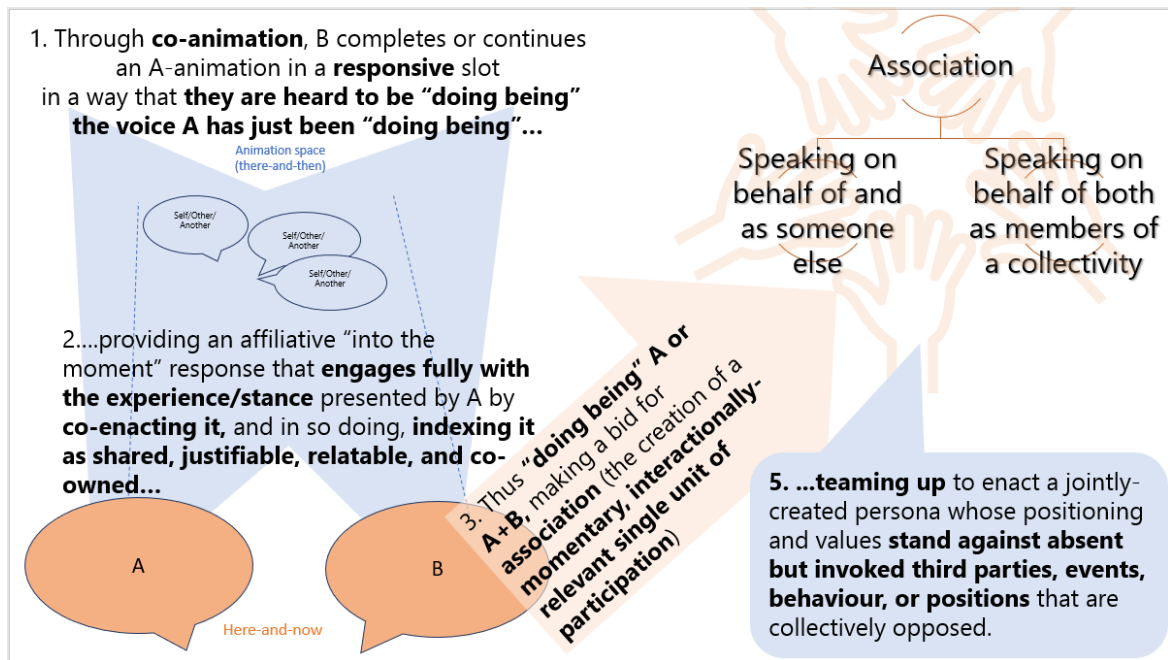 1. Through co-animation, B completes or continues
an A-animation in a responsive slot
in a way that they are heard to be “doing being”
the voice A has just been “doing being”…
Animation space
(there-and-then)
Self/Other/
Another
Self/Other/
Another
Self/Other/
Another
2….providing an affiliative “into the
moment” response that engages fully with
the experience/stance presented by A by
co-enacting it, and in so doing, indexing it
as shared, justifiable, relatable, and co-
owned…
A
B
Here-and-now
3. Thus “doing being” A or
A+B, making a bid for
association (the creation of a
momentary, interactionally-
relevant single unit of
participation)
Association
Speaking on
behalf of and
as someone
else
Speaking on
behalf of both
as members of
a collectivity
5. …teaming up to enact a jointly-
created persona whose positioning
and values stand against absent
but invoked third parties, events,
behaviour, or positions that are
collectively opposed.